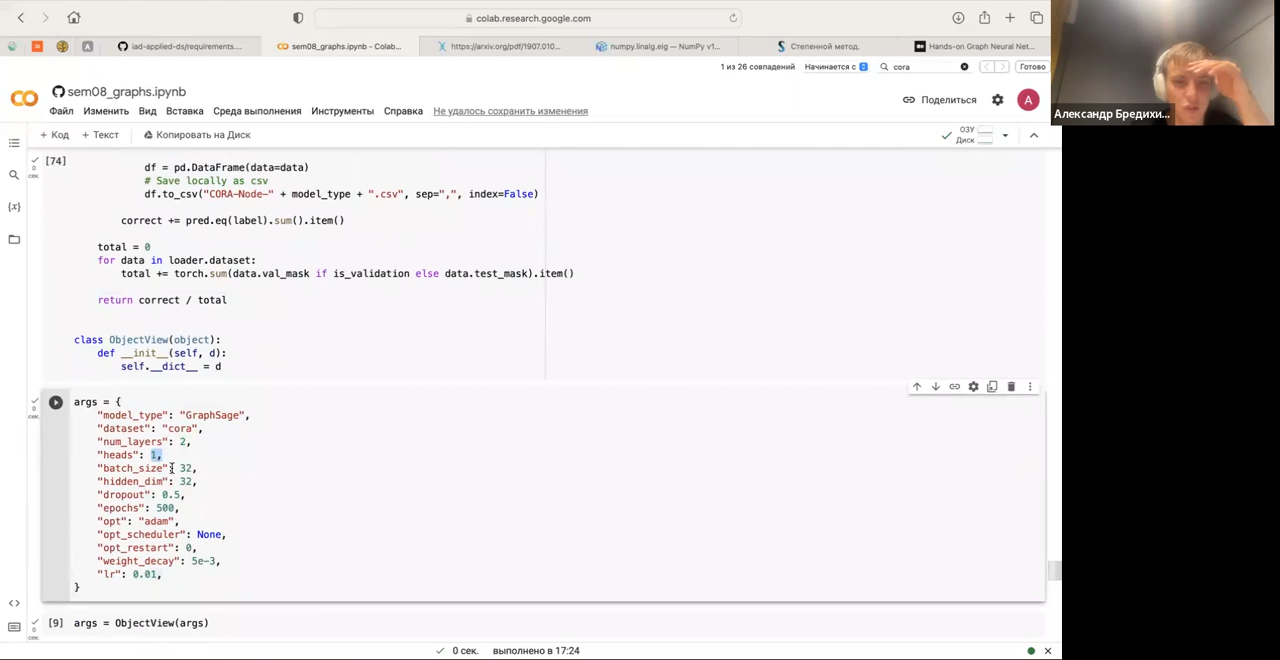 colab.research.google.com
iad-applied-ds/requirements....
sem08_graphs.ipynb - Colab...
https://arxiv.org/pdf/1907.010...
numpy.linalg.eig — NumPy v1...
Степенной метод.
Hands-on Graph Neural Net...
1 из 26 совпадений
Начинается с
cora
Готово
Александр Бредихи...
sem08_graphs.ipynb
Файл Изменить Вид Вставка Среда выполнения Инструменты Справка Не удалось сохранить изменения
Поделиться
A
+ Код + Текст Копировать на Диск
ОЗУ
Диск
[74]
0
сек.
df = pd.DataFrame(data=data)
# Save locally as csv
df.to_csv("CORA-Node-" + model_type + ".csv", sep=",", index=False)
correct += pred.eq(label).sum().item()
total = 0
for data in loader.dataset:
total += torch.sum(data.val_mask if is_validation else data.test_mask).item()
return correct / total
class ObjectView(object):
def __init__(self, d):
self.__dict__ = d
0
сек.
args = {
"model_type": "GraphSage",
"dataset": "cora",
"num_layers": 2,
"heads": 1,
"batch_size": 32,
"hidden_dim": 32,
"dropout": 0.5,
"epochs": 500,
"opt": "adam",
"opt_scheduler": None,
"opt_restart": 0,
"weight_decay": 5e-3,
"lr": 0.01,
}
0
сек.
[9] args = ObjectView(args)
0 сек. выполнено в 17:24